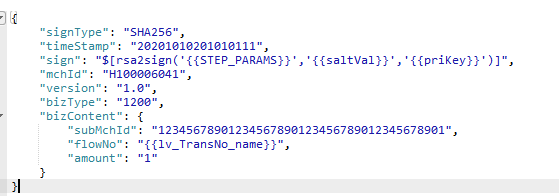 {
"signType": "SHA256",
"timeStamp": "20201010201010111",
"sign": "$[rsa2sign('{{STEP_PARAMS}}','{{saltVal}}','{{priKey}}')]",
"mchId": "H100006041",
"version": "1.0",
"bizType": "1200",
"bizContent": {
"subMchId": "12345678901234567890123456789012345678901",
"flowNo": "{{lv_TransNo_name}}",
"amount": "1"
}
}